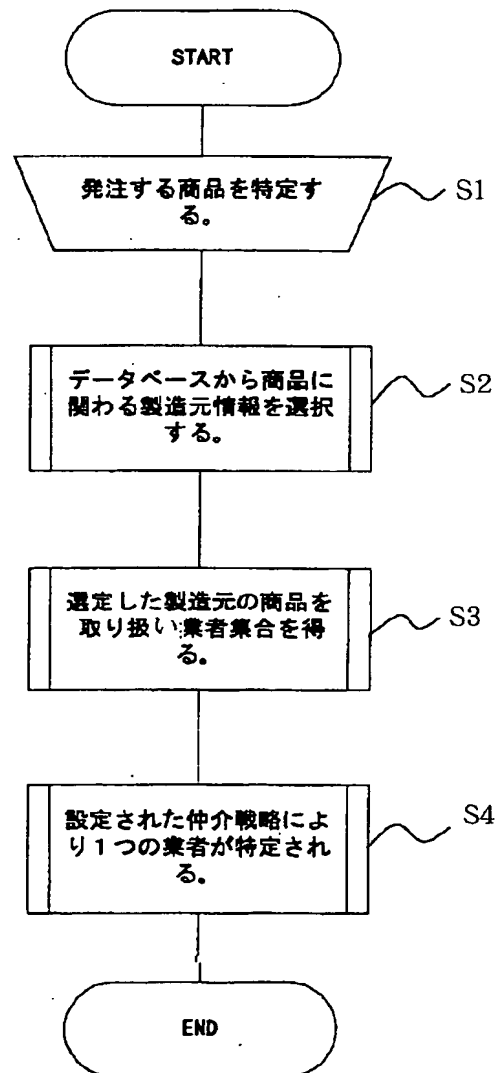 START
発注する商品を特定す
る。
S1
データベースから商品に
関わる製造元情報を選択
する。
S2
選定した製造元の商品を
取り扱い業者集合を得
る。
S3
設定された仲介戦略によ
り1つの業者が特定され
る。
S4
END